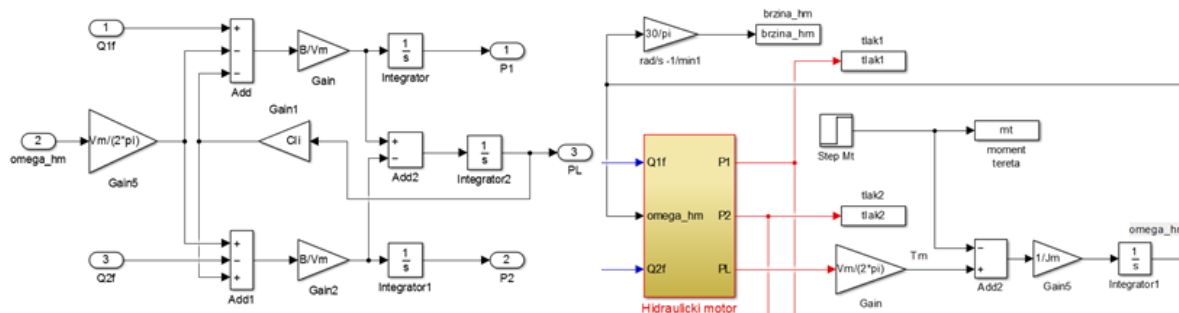 1
Q1f
+
−
−
Add
B/Vm
Gain
1
s
Integrator
1
P1
2
omega_hm
Vm/(2*pi)
Gain5
Gain1
Cli
+
−
Add2
1
s
Integrator2
3
PL
3
Q2f
+
−
+
Add1
B/Vm
Gain2
1
s
Integrator1
2
P2
30/pi
rad/s -1/min1
brzina_hm
brzina_hm
tlak1
tlak1
Step Mt
mt
moment
tereta
Q1f
omega_hm
Q2f
P1
P2
PL
Hidraulicki motor
tlak2
tlak2
Vm/(2*pi)
Gain
Tm
−
+
Add2
1/Jm
Gain5
1
s
Integrator1
omega_hm